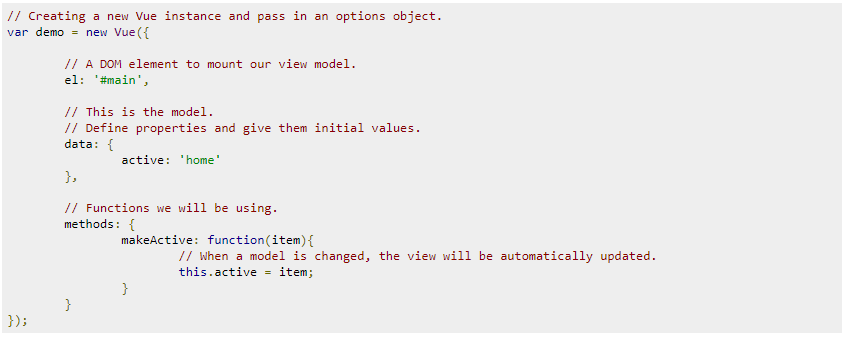 // Creating a new Vue instance and pass in an options object.
var demo = new Vue({
// A DOM element to mount our view model.
el: '#main',
// This is the model.
// Define properties and give them initial values.
data: {
active: 'home'
},
// Functions we will be using.
methods: {
makeActive: function(item){
// When a model is changed, the view will be automatically updated.
this.active = item;
}
}
});